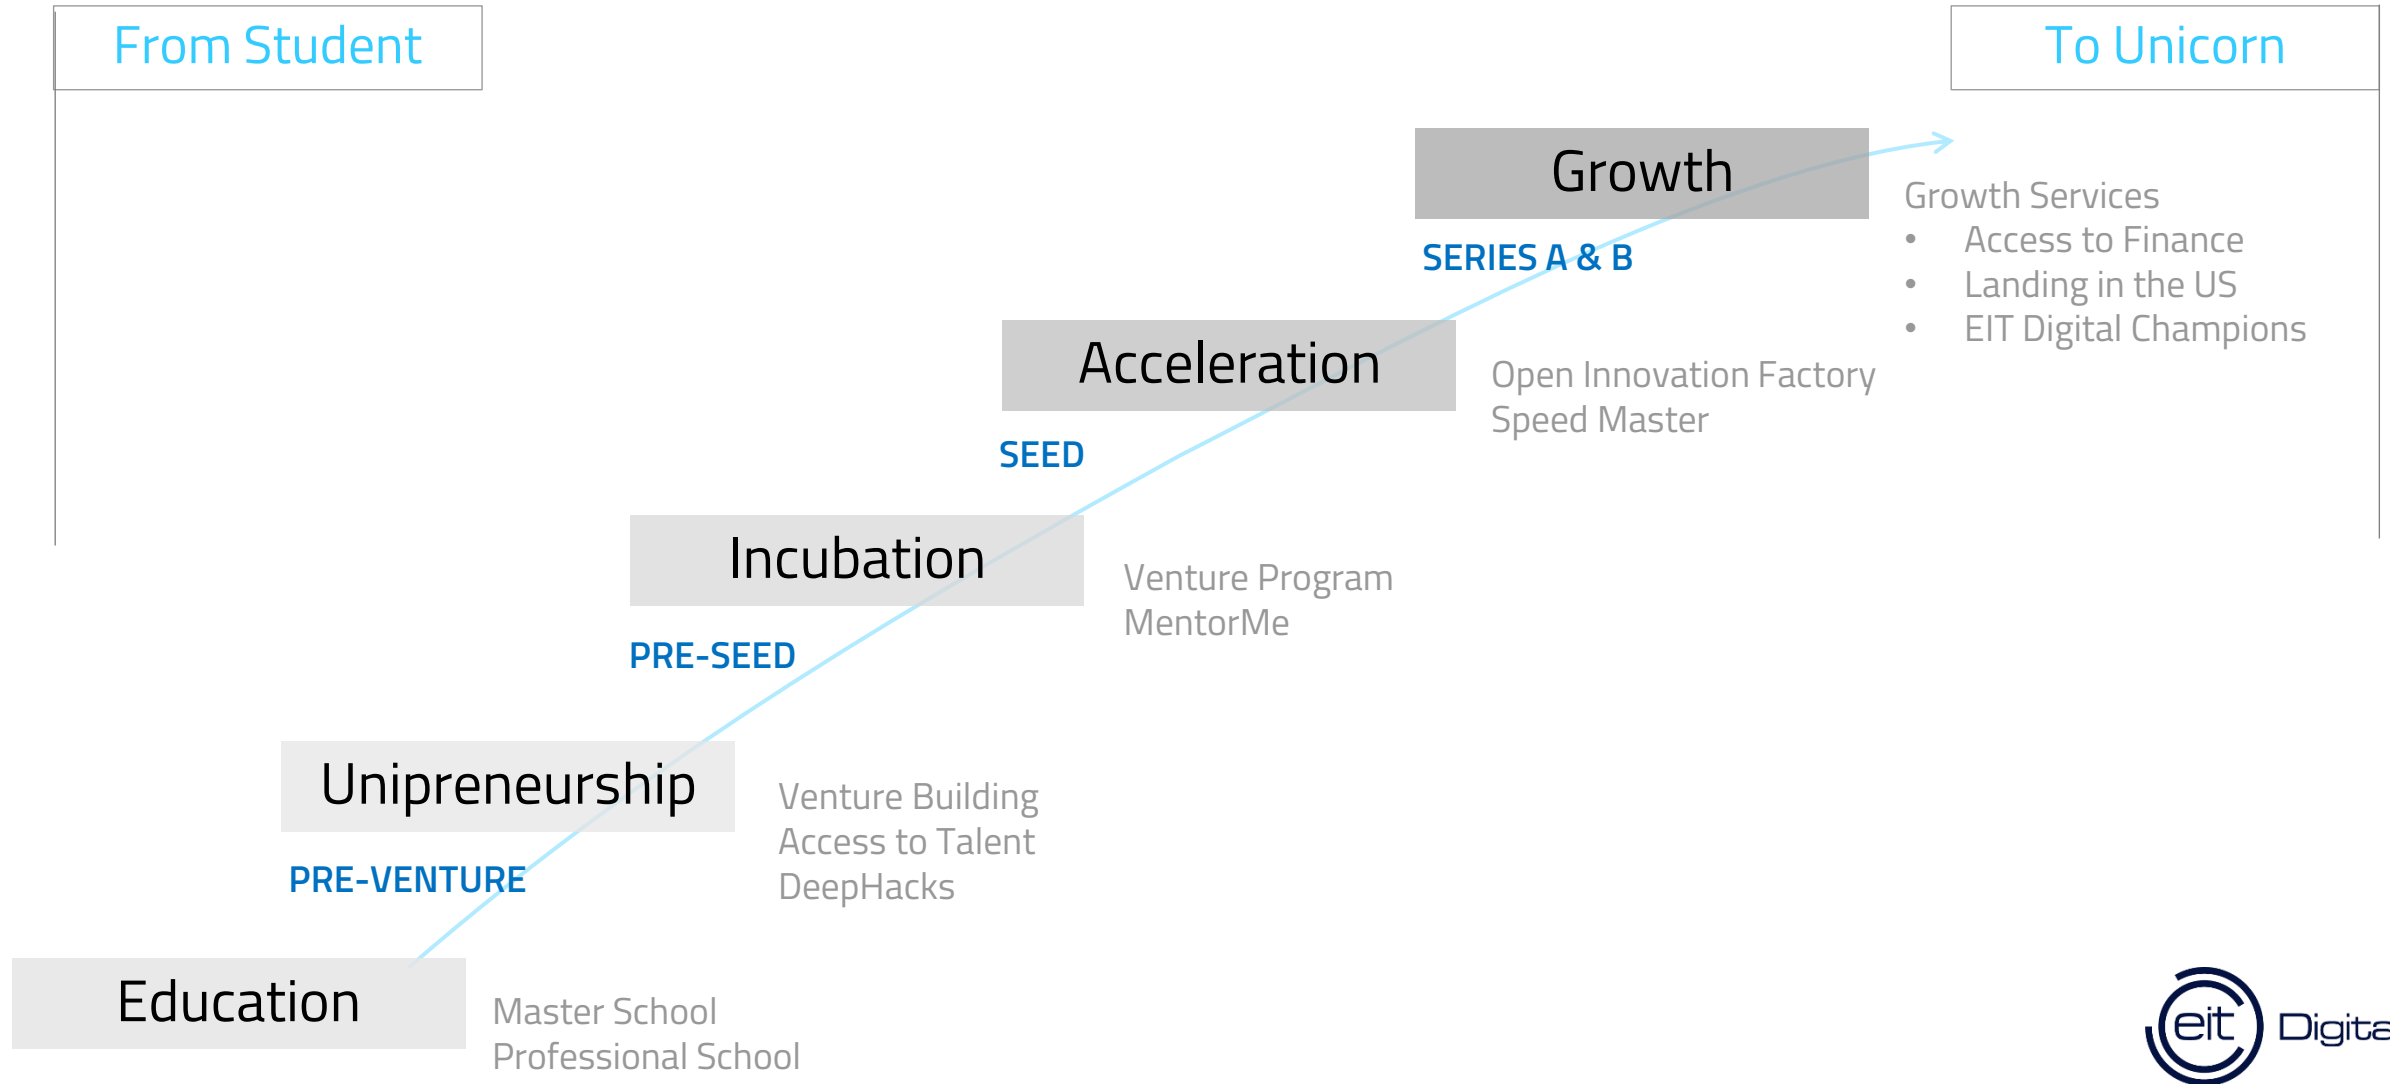 From Student
To Unicorn
Growth
SERIES A & B
Growth Services
• Access to Finance
• Landing in the US
• EIT Digital Champions
Acceleration
SEED
Open Innovation Factory
Speed Master
Incubation
PRE-SEED
Venture Program
MentorMe
Unipreneurship
PRE-VENTURE
Venture Building
Access to Talent
DeepHacks
Education
Master School
Professional School
eit Digita